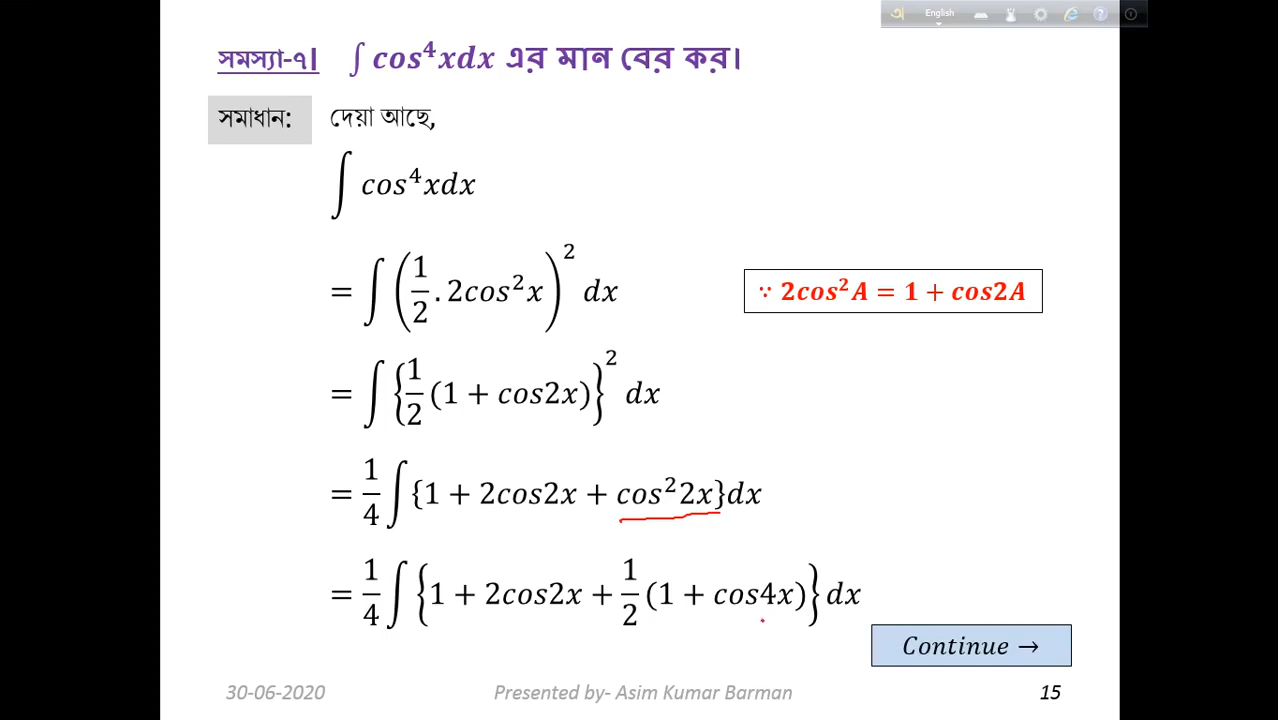 অ English
সমস্যা-৭। ∫ cos⁴xdx এর মান বের কর।
সমাধান: দেয়া আছে,
∫ cos⁴xdx
= ∫ (1/2 . 2cos²x)² dx
∵ 2cos²A = 1 + cos2A
= ∫ {1/2 (1 + cos2x)}² dx
= 1/4 ∫ {1 + 2cos2x + cos²2x}dx
= 1/4 ∫ {1 + 2cos2x + 1/2 (1 + cos4x)} dx
Continue →
30-06-2020 Presented by- Asim Kumar Barman 15